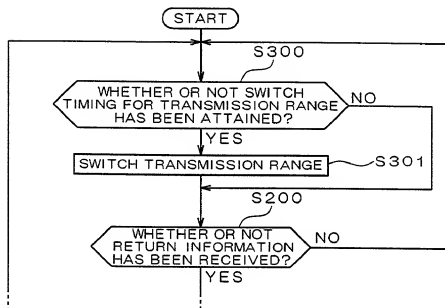 START
S300
WHETHER OR NOT SWITCH
TIMING FOR TRANSMISSION RANGE
HAS BEEN ATTAINED?
NO
YES
SWITCH TRANSMISSION RANGE
S301
S200
WHETHER OR NOT
RETURN INFORMATION
HAS BEEN RECEIVED?
NO
YES